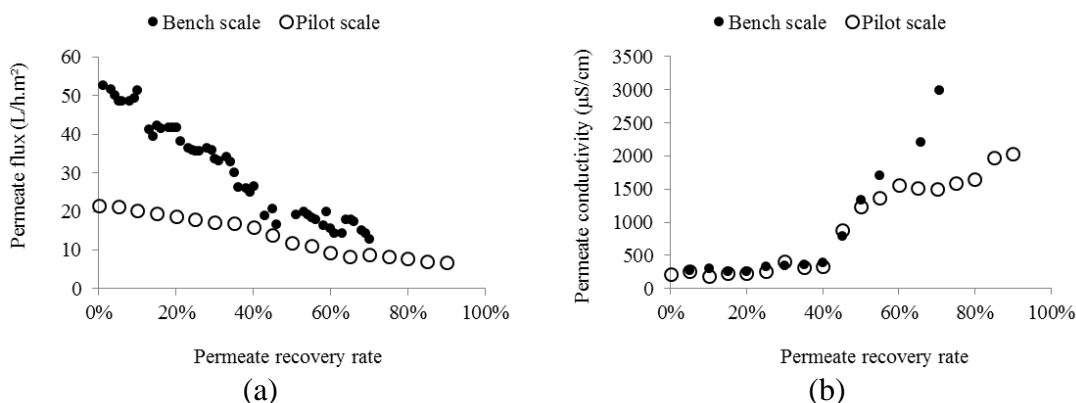 ● Bench scale ○ Pilot scale
Permeate flux (L/h.m²)
60
50
40
30
20
10
0
0% 20% 40% 60% 80% 100%
Permeate recovery rate
(a)
● Bench scale ○ Pilot scale
Permeate conductivity (µS/cm)
3500
3000
2500
2000
1500
1000
500
0
0% 20% 40% 60% 80% 100%
Permeate recovery rate
(b)